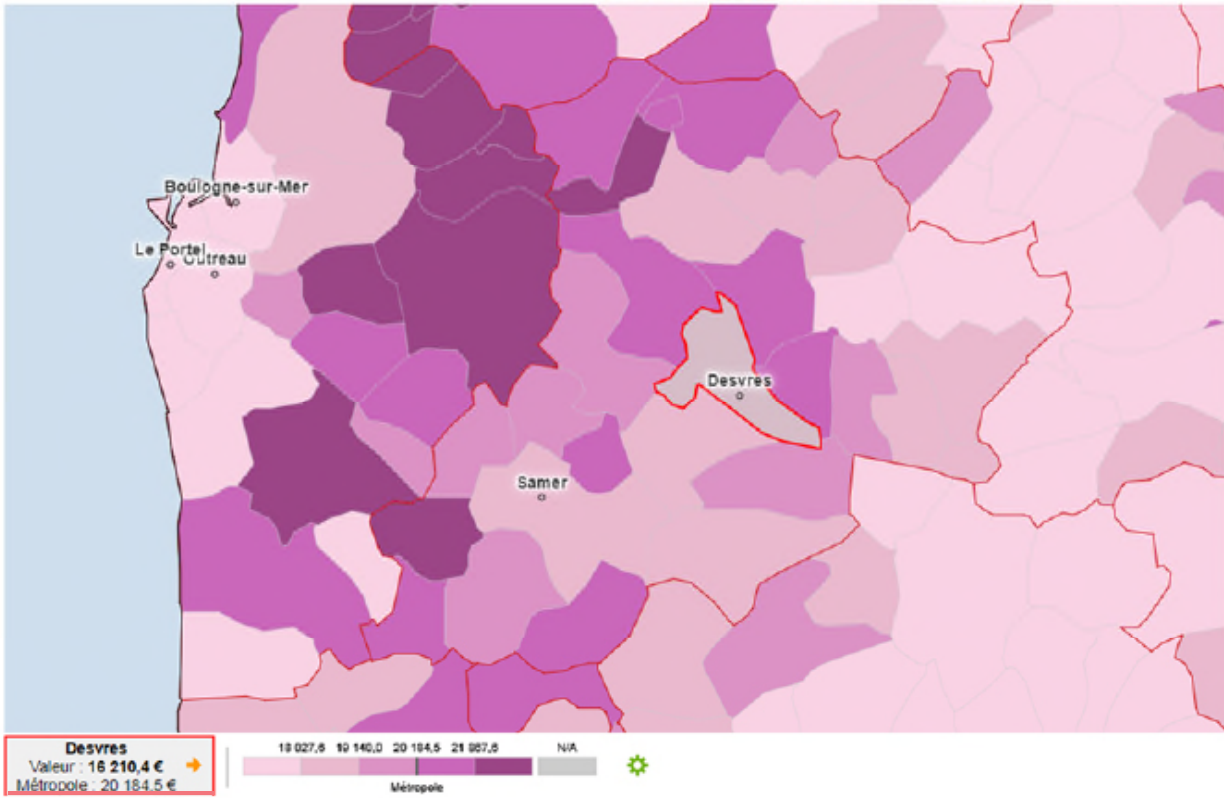 Boulogne-sur-Mer
Le Portel
Outreau
Desvres
Samer
Desvres
Valeur : 16 210,4 €
Métropole : 20 184,5 €
18 027,6 19 140,0 20 184,5 21 867,6 N/A
Métropole